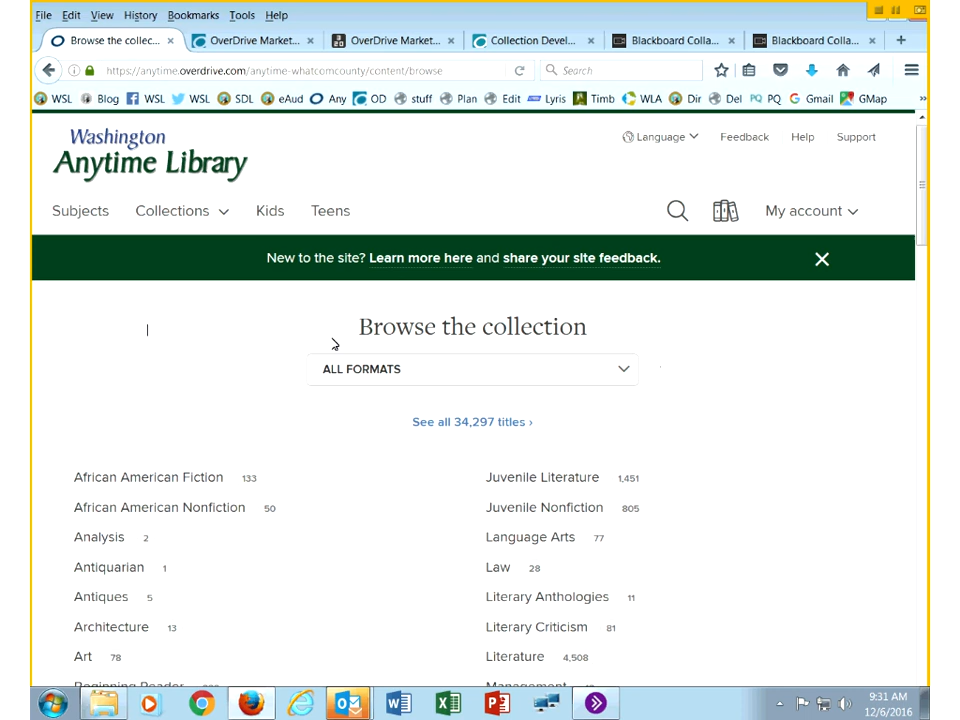 File Edit View History Bookmarks Tools Help
Browse the collec... × OverDrive Market... × OverDrive Market... × Collection Devel... × Blackboard Colla... × Blackboard Colla... × +
https://anytime.overdrive.com/anytime-whatcomcounty/content/browse Search
WSL Blog WSL WSL SDL eAud Any OD stuff Plan Edit Lyris Timb WLA Dir Del PQ PQ Gmail GMap »
Washington
Anytime Library
Language Feedback Help Support
Subjects Collections Kids Teens My account
New to the site? Learn more here and share your site feedback.
Browse the collection
ALL FORMATS
See all 34,297 titles ›
African American Fiction 133 Juvenile Literature 1,451
African American Nonfiction 50 Juvenile Nonfiction 805
Analysis 2 Language Arts 77
Antiquarian 1 Law 28
Antiques 5 Literary Anthologies 11
Architecture 13 Literary Criticism 81
Art 78 Literature 4,508
Beginning Reader Management
9:31 AM
12/6/2016